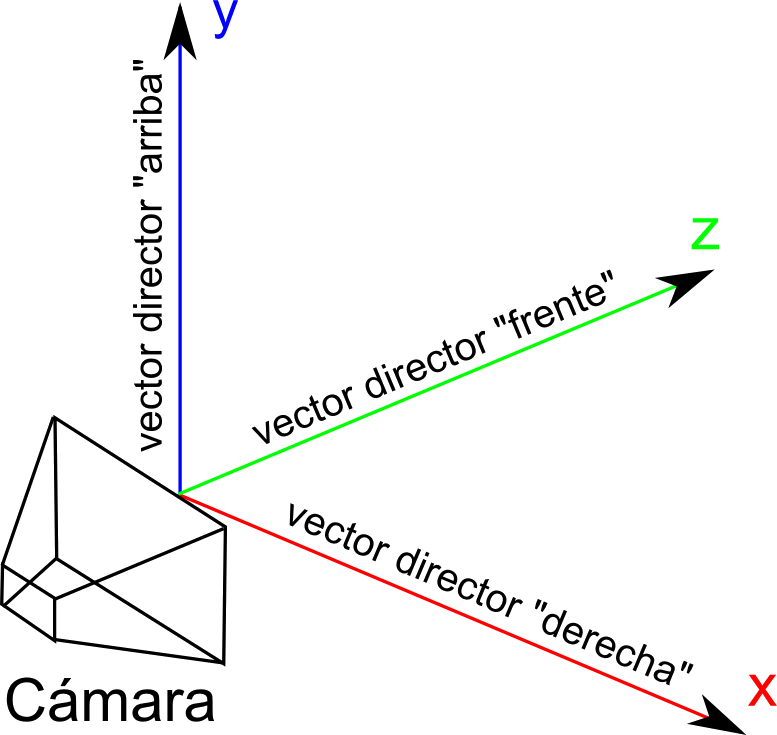 y
vector director "arriba"
z
vector director "frente"
vector director "derecha"
x
Cámara